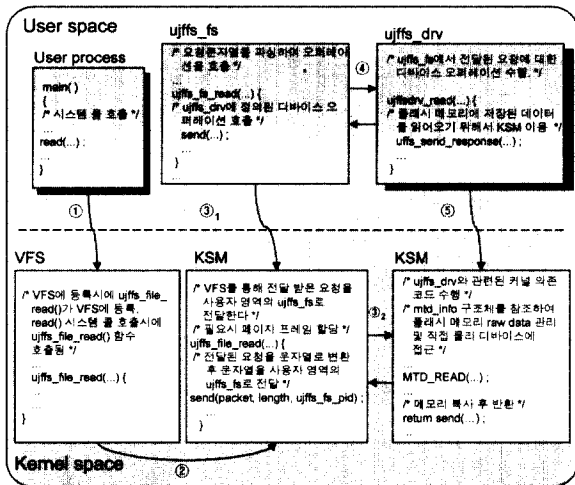 User space
User process
main( )
{
/* 시스템 콜 호출 */
...
read(...) ;
...
}
ujffs_fs
/* 요청문자열을 파싱하여 오퍼레이
션을 호출 */
...
ujffs_fs_read(...) {
/* ujffs_drv에 정의된 디바이스 오
퍼레이션 호출 */
send(...) ;
...
}
...
④
ujffs_drv
/* ujffs_fs에서 전달된 요청에 대한
디바이스 오퍼레이션 수행. */
ujffsdrv_read(...) {
/* 플래시 메모리에 저장된 데이터
를 읽어오기 위해서 KSM 이용 */
uffs_send_response(...) ;
...
}
...
①
③1
⑤
VFS
/* VFS에 등록시에 ujffs_file_
read()가 VFS에 등록.
read() 시스템 콜 호출시에
ujffs_file_read() 함수
호출됨 */
...
ujffs_file_read(...) {
...
...
}
KSM
/* VFS를 통해 전달 받은 요청을
사용자 영역의 ujffs_fs로
전달한다 */
/* 필요시 페이지 프레임 할당 */
ujffs_file_read(...) {
/* 전달된 요청을 문자열로 변환
후 문자열을 사용자 영역의
ujffs_fs로 전달 */
send(packet, length, ujffs_fs_pid) ;
...
}
③2
KSM
/* ujffs_drv와 관련된 커널 의존
코드 수행 */
/* mtd_info 구조체를 참조하여
플래시 메모리 raw data 관리
및 직접 물리 디바이스에
접근 */
...
MTD_READ(...) ;
...
/* 메모리 복사 후 반환 */
return send(...) ;
...
②
Kernel space